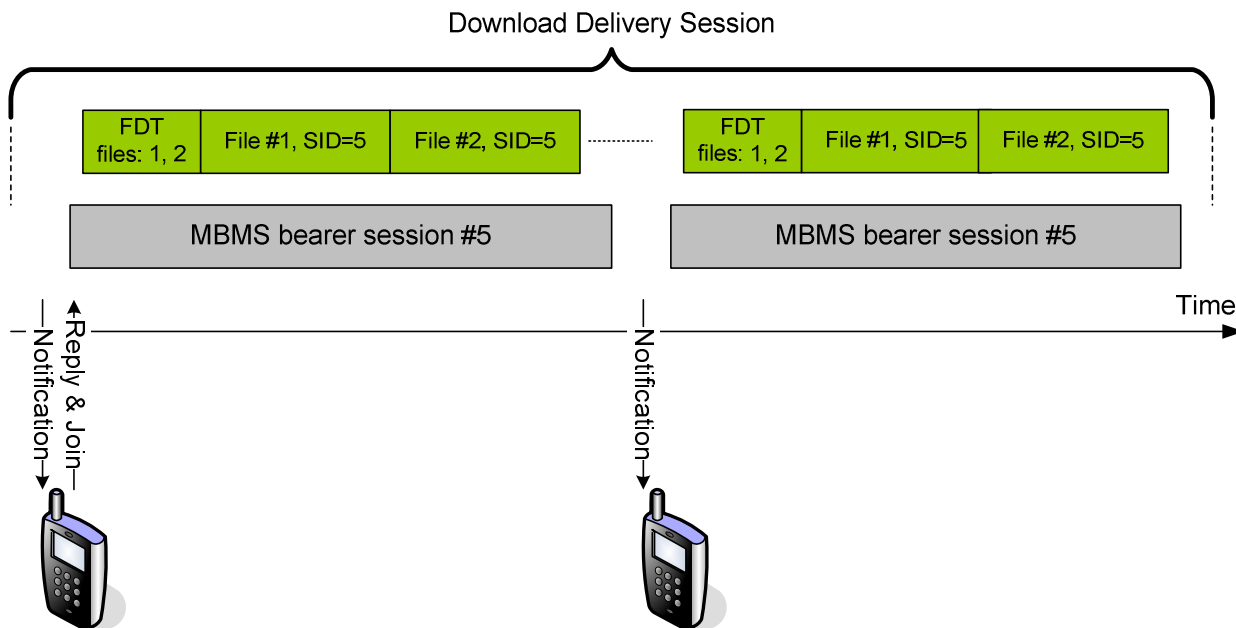 Download Delivery Session
FDT
files: 1, 2
File #1, SID=5
File #2, SID=5
FDT
files: 1, 2
File #1, SID=5
File #2, SID=5
MBMS bearer session #5
MBMS bearer session #5
Time
Notification
Reply & Join
Notification